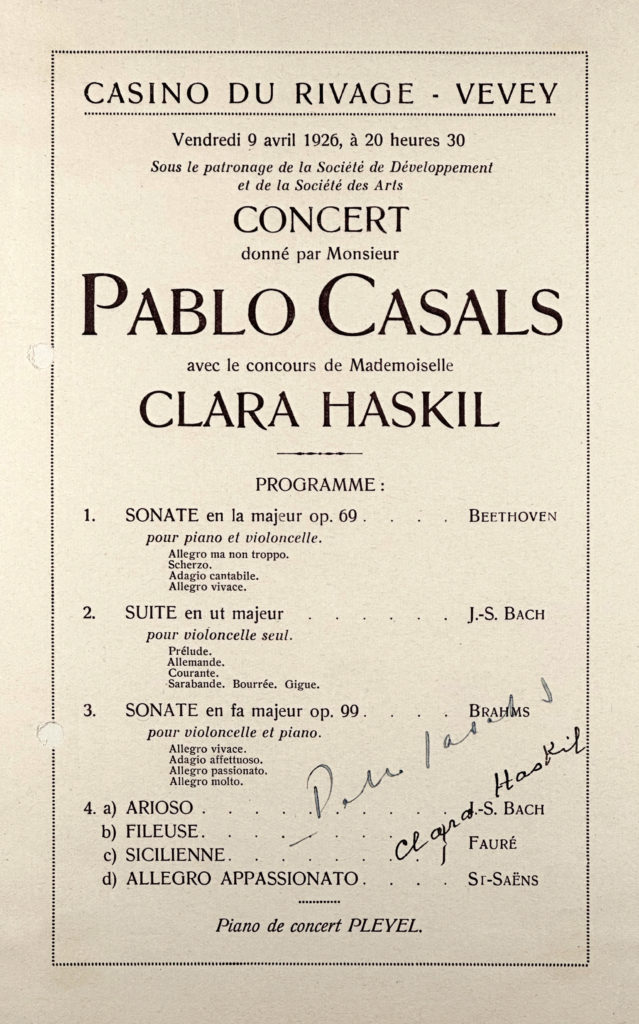 CASINO DU RIVAGE - VEVEY
Vendredi 9 avril 1926, à 20 heures 30
Sous le patronage de la Société de Développement
et de la Société des Arts
CONCERT
donné par Monsieur
PABLO CASALS
avec le concours de Mademoiselle
CLARA HASKIL
PROGRAMME :
1. SONATE en la majeur op. 69 . . . . BEETHOVEN
pour piano et violoncelle.
Allegro ma non troppo.
Scherzo.
Adagio cantabile.
Allegro vivace.
2. SUITE en ut majeur . . . . . . J.-S. BACH
pour violoncelle seul.
Prélude.
Allemande.
Courante.
Sarabande. Bourrée. Gigue.
3. SONATE en fa majeur op. 99 . . . . BRAHMS
pour violoncelle et piano.
Allegro vivace.
Adagio affettuoso.
Allegro passionato.
Allegro molto.
Pablo Casals
Clara Haskil
4. a) ARIOSO . . . . . . . . . . J.-S. BACH
b) FILEUSE. . . . . . . . . .
c) SICILIENNE. . . . . . . . . FAURÉ
d) ALLEGRO APPASSIONATO . . . . ST-SAËNS
Piano de concert PLEYEL.